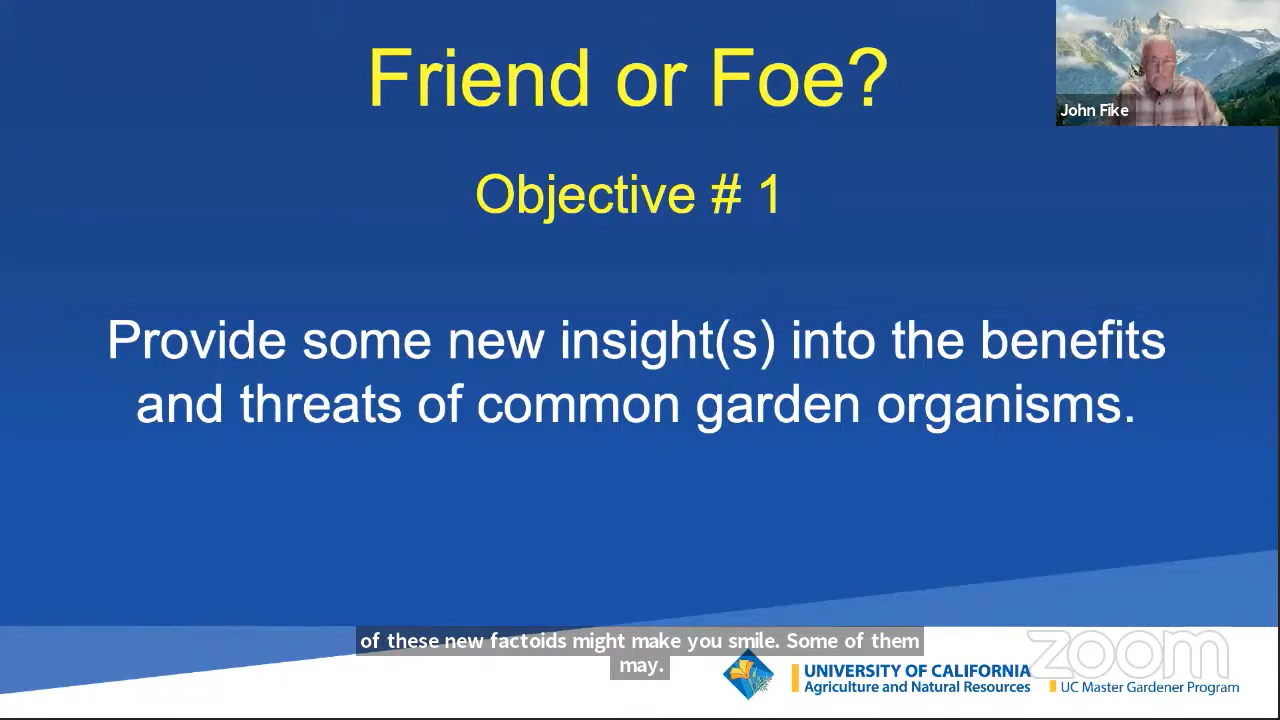 Friend or Foe?
John Fike
Objective # 1
Provide some new insight(s) into the benefits
and threats of common garden organisms.
of these new factoids might make you smile. Some of them
may.
UNIVERSITY OF CALIFORNIA
Agriculture and Natural Resources
UC Master Gardener Program
zoom